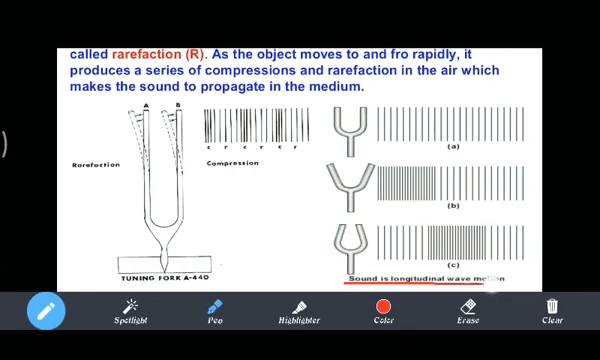 called rarefaction (R). As the object moves to and fro rapidly, it
produces a series of compressions and rarefaction in the air which
makes the sound to propagate in the medium.
A B
Rarefaction
Compression
c r c r c r
TUNING FORK A-440
(a)
(b)
(c)
Sound is longitudinal wave motion
Spotlight Pen Highlighter Color Erase Clear